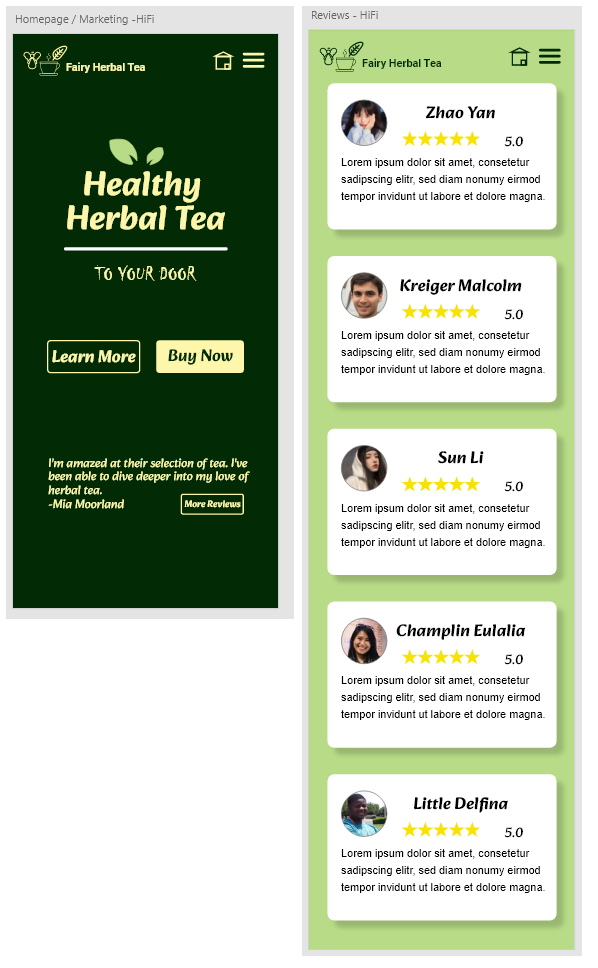 Homepage / Marketing -HiFi
Fairy Herbal Tea
Healthy
Herbal Tea
TO YOUR DOOR
Learn More
Buy Now
I'm amazed at their selection of tea. I've
been able to dive deeper into my love of
herbal tea.
-Mia Moorland
More Reviews
Reviews - HiFi
Fairy Herbal Tea
Zhao Yan
5.0
Lorem ipsum dolor sit amet, consetetur
sadipscing elitr, sed diam nonumy eirmod
tempor invidunt ut labore et dolore magna.
Kreiger Malcolm
5.0
Lorem ipsum dolor sit amet, consetetur
sadipscing elitr, sed diam nonumy eirmod
tempor invidunt ut labore et dolore magna.
Sun Li
5.0
Lorem ipsum dolor sit amet, consetetur
sadipscing elitr, sed diam nonumy eirmod
tempor invidunt ut labore et dolore magna.
Champlin Eulalia
5.0
Lorem ipsum dolor sit amet, consetetur
sadipscing elitr, sed diam nonumy eirmod
tempor invidunt ut labore et dolore magna.
Little Delfina
5.0
Lorem ipsum dolor sit amet, consetetur
sadipscing elitr, sed diam nonumy eirmod
tempor invidunt ut labore et dolore magna.